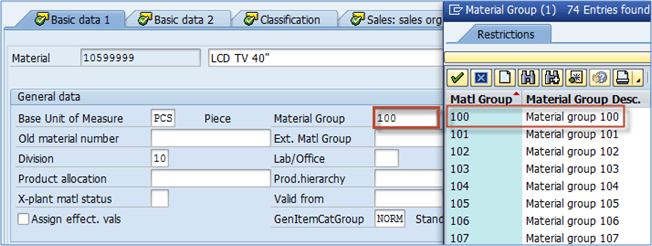 Basic data 1
Basic data 2
Classification
Sales: sales org
Material
10599999
LCD TV 40"
General data
Base Unit of Measure
PCS
Piece
Material Group
100
Old material number
Ext. Matl Group
Division
10
Lab/Office
Product allocation
Prod.hierarchy
X-plant matl status
Valid from
Assign effect. vals
GenItemCatGroup
NORM
Stand
Material Group (1)
74 Entries found
Restrictions
Matl Group
Material Group Desc.
100
Material group 100
101
Material group 101
102
Material group 102
103
Material group 103
104
Material group 104
105
Material group 105
106
Material group 106
107
Material group 107